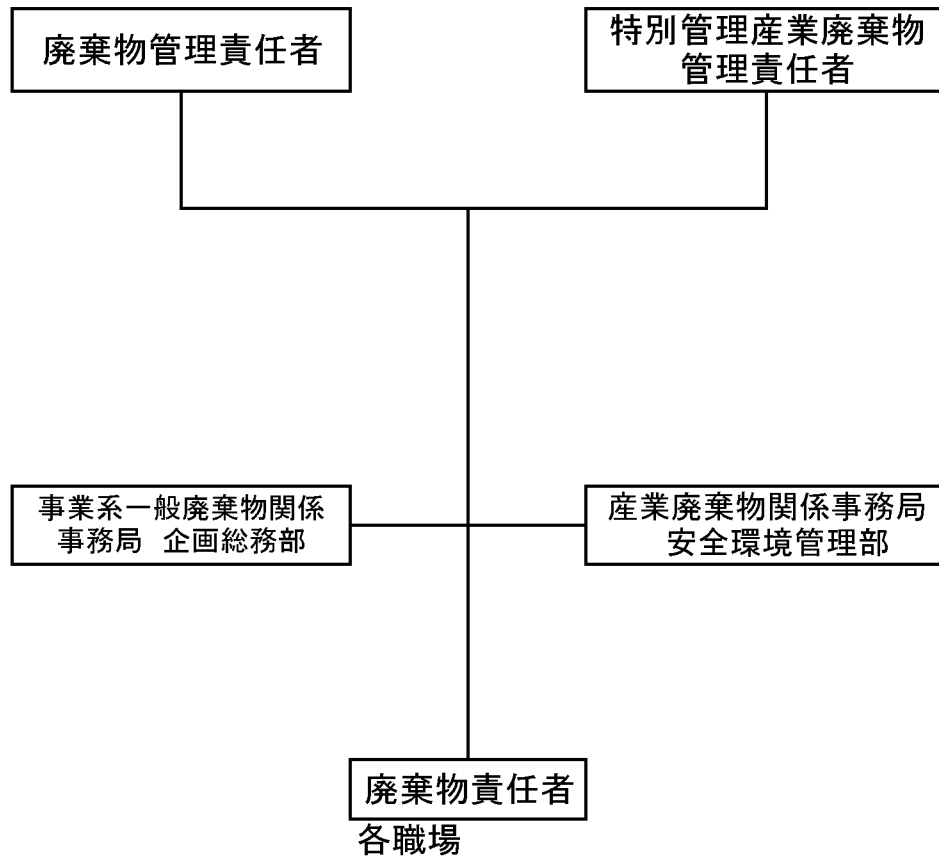 廃棄物管理責任者
特別管理産業廃棄物
管理責任者
事業系一般廃棄物関係
事務局 企画総務部
産業廃棄物関係事務局
安全環境管理部
廃棄物責任者
各職場